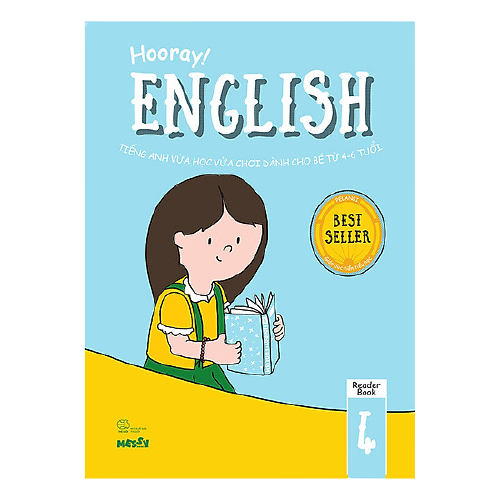 Hooray!
ENGLISH
TIẾNG ANH VỪA HỌC VỪA CHƠI DÀNH CHO BÉ TỪ 4-6 TUỔI
PELANGI
BEST
SELLER
Reader
Book
4
MESSY